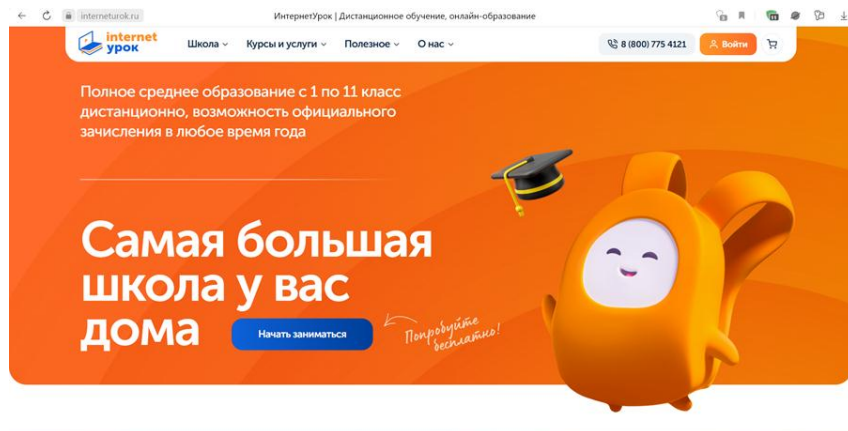 interneturok.ru
ИнтернетУрок | Дистанционное обучение, онлайн-образование
internet
урок
Школа
Курсы и услуги
Полезное
О нас
8 (800) 775 4121
Войти
Полное среднее образование с 1 по 11 класс
дистанционно, возможность официального
зачисления в любое время года
Самая большая
школа у вас
дома
Начать заниматься
Попробуйте
бесплатно!